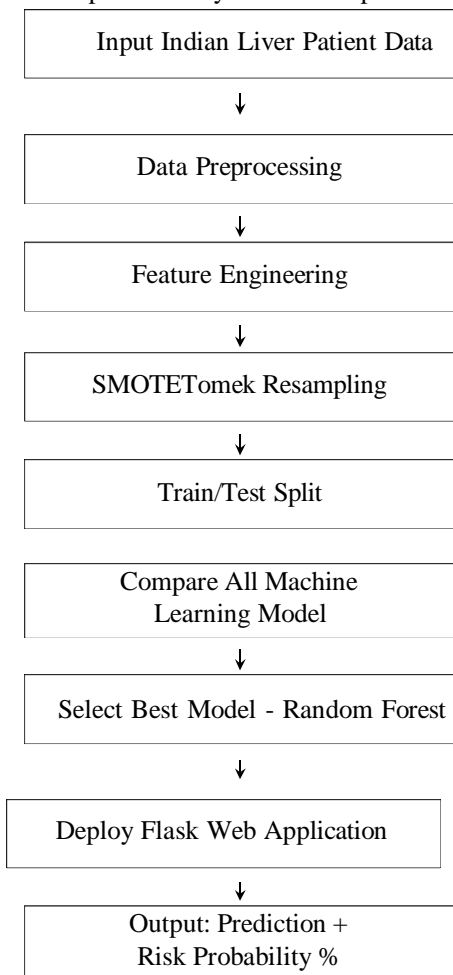 Input Indian Liver Patient Data
Data Preprocessing
Feature Engineering
SMOTETomek Resampling
Train/Test Split
Compare All Machine
Learning Model
Select Best Model - Random Forest
Deploy Flask Web Application
Output: Prediction +
Risk Probability %